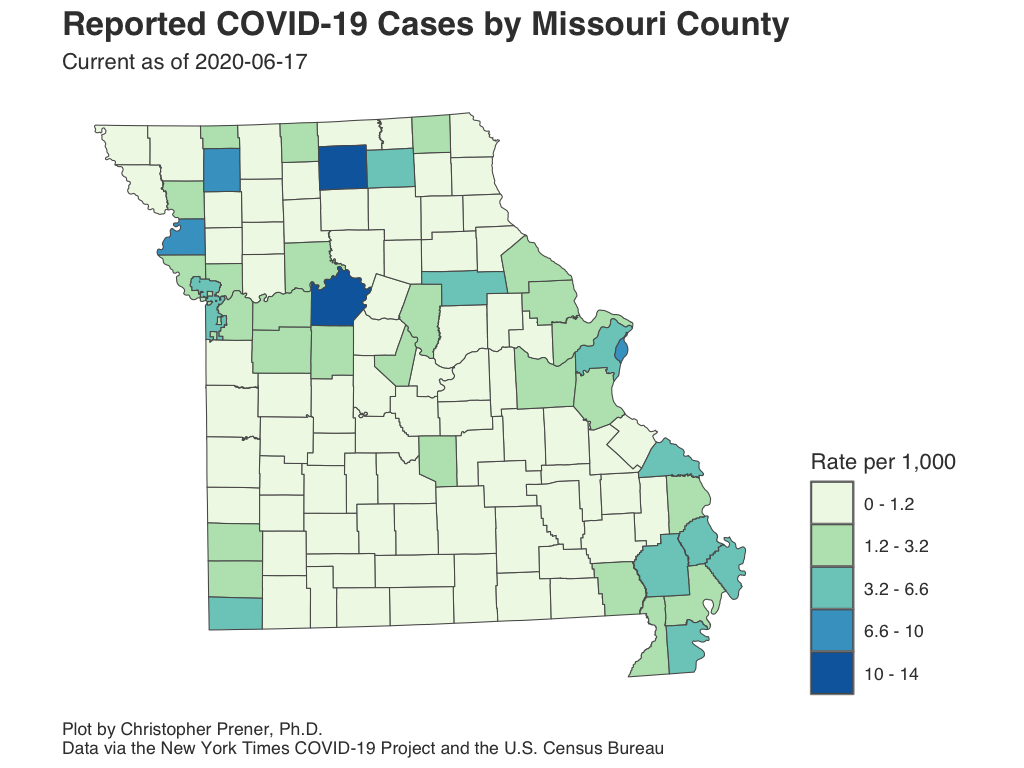 Reported COVID-19 Cases by Missouri County
Current as of 2020-06-17
Rate per 1,000
0 - 1.2
1.2 - 3.2
3.2 - 6.6
6.6 - 10
10 - 14
Plot by Christopher Prener, Ph.D.
Data via the New York Times COVID-19 Project and the U.S. Census Bureau